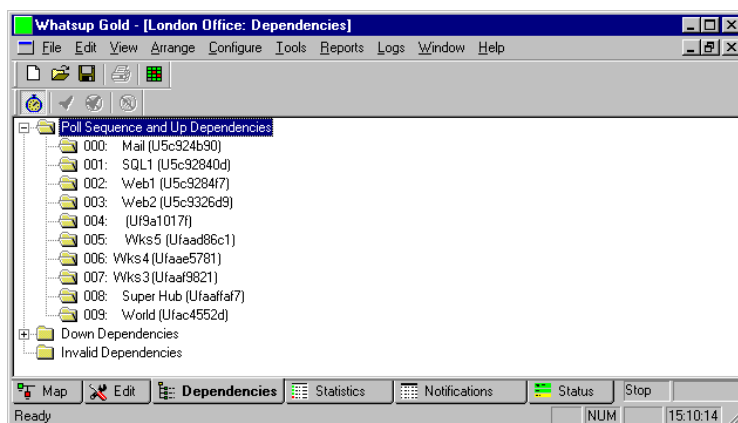 Whatsup Gold - [London Office: Dependencies]
File Edit View Arrange Configure Tools Reports Logs Window Help
Poll Sequence and Up Dependencies
000: Mail (U5c924b90)
001: SQL1 (U5c92840d)
002: Web1 (U5c9284f7)
003: Web2 (U5c9326d9)
004: (Uf9a1017f)
005: Wks5 (Ufaad86c1)
006: Wks4 (Ufaae5781)
007: Wks3 (Ufaaf9821)
008: Super Hub (Ufaaffaf7)
009: World (Ufac4552d)
Down Dependencies
Invalid Dependencies
Map Edit Dependencies Statistics Notifications Status Stop
Ready NUM 15:10:14